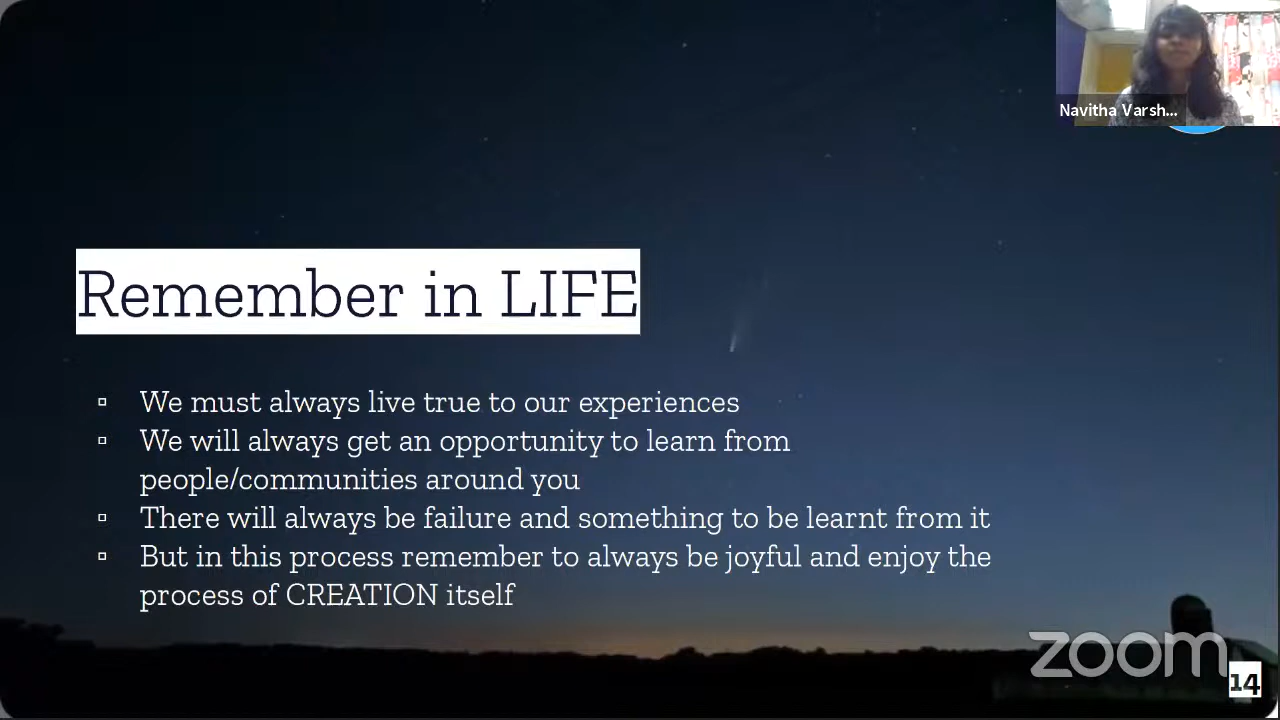 Navitha Varsh...
Remember in LIFE
▫ We must always live true to our experiences
▫ We will always get an opportunity to learn from
people/communities around you
▫ There will always be failure and something to be learnt from it
▫ But in this process remember to always be joyful and enjoy the
process of CREATION itself
zoom
14